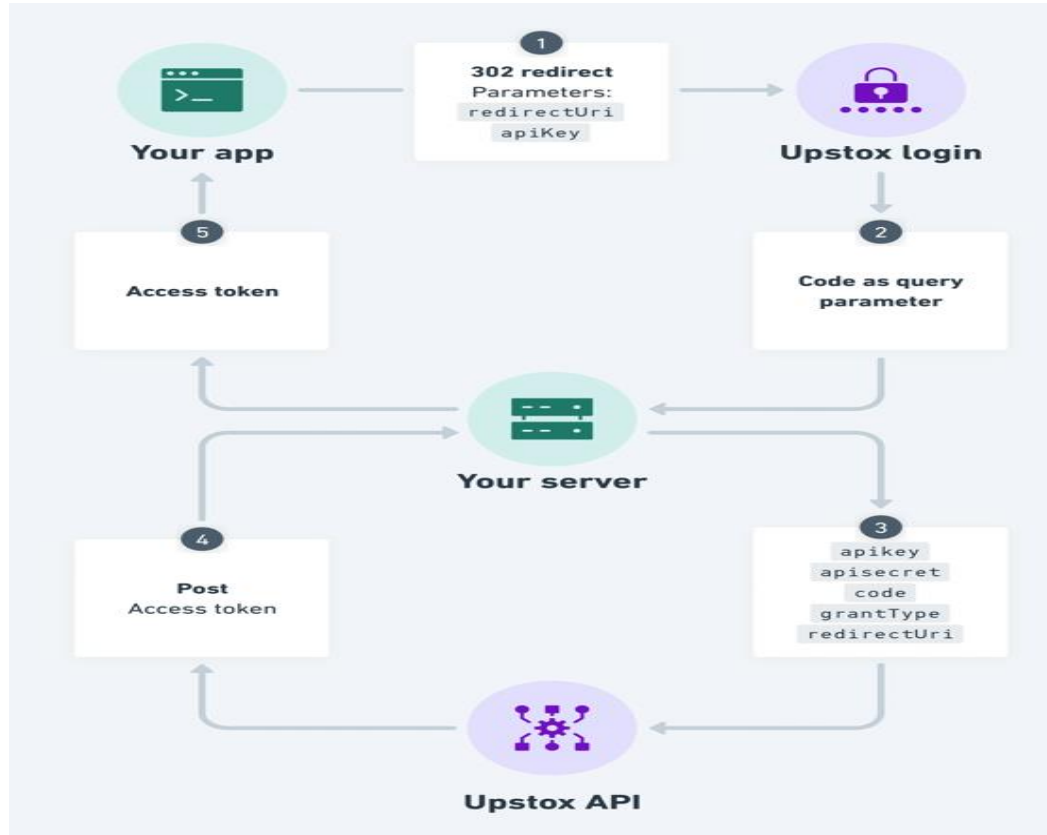 1
302 redirect
Parameters:
redirectUri
apiKey
Your app
Upstox login
5
Access token
2
Code as query
parameter
Your server
4
Post
Access token
3
apikey
apisecret
code
grantType
redirectUri
Upstox API